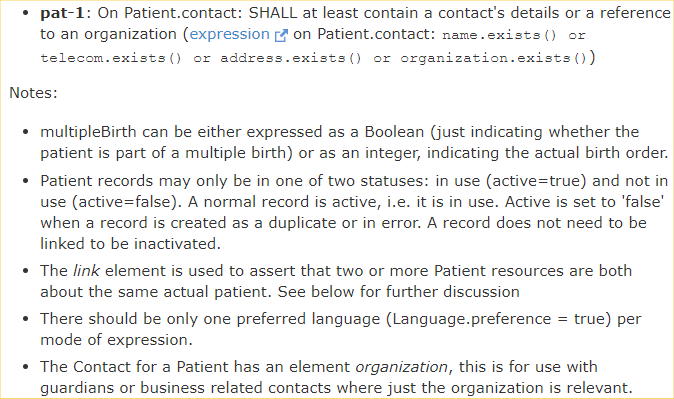 • pat-1: On Patient.contact: SHALL at least contain a contact's details or a reference
to an organization (expression on Patient.contact: name.exists() or
telecom.exists() or address.exists() or organization.exists())
Notes:
• multipleBirth can be either expressed as a Boolean (just indicating whether the
patient is part of a multiple birth) or as an integer, indicating the actual birth order.
• Patient records may only be in one of two statuses: in use (active=true) and not in
use (active=false). A normal record is active, i.e. it is in use. Active is set to 'false'
when a record is created as a duplicate or in error. A record does not need to be
linked to be inactivated.
• The link element is used to assert that two or more Patient resources are both
about the same actual patient. See below for further discussion
• There should be only one preferred language (Language.preference = true) per
mode of expression.
• The Contact for a Patient has an element organization, this is for use with
guardians or business related contacts where just the organization is relevant.